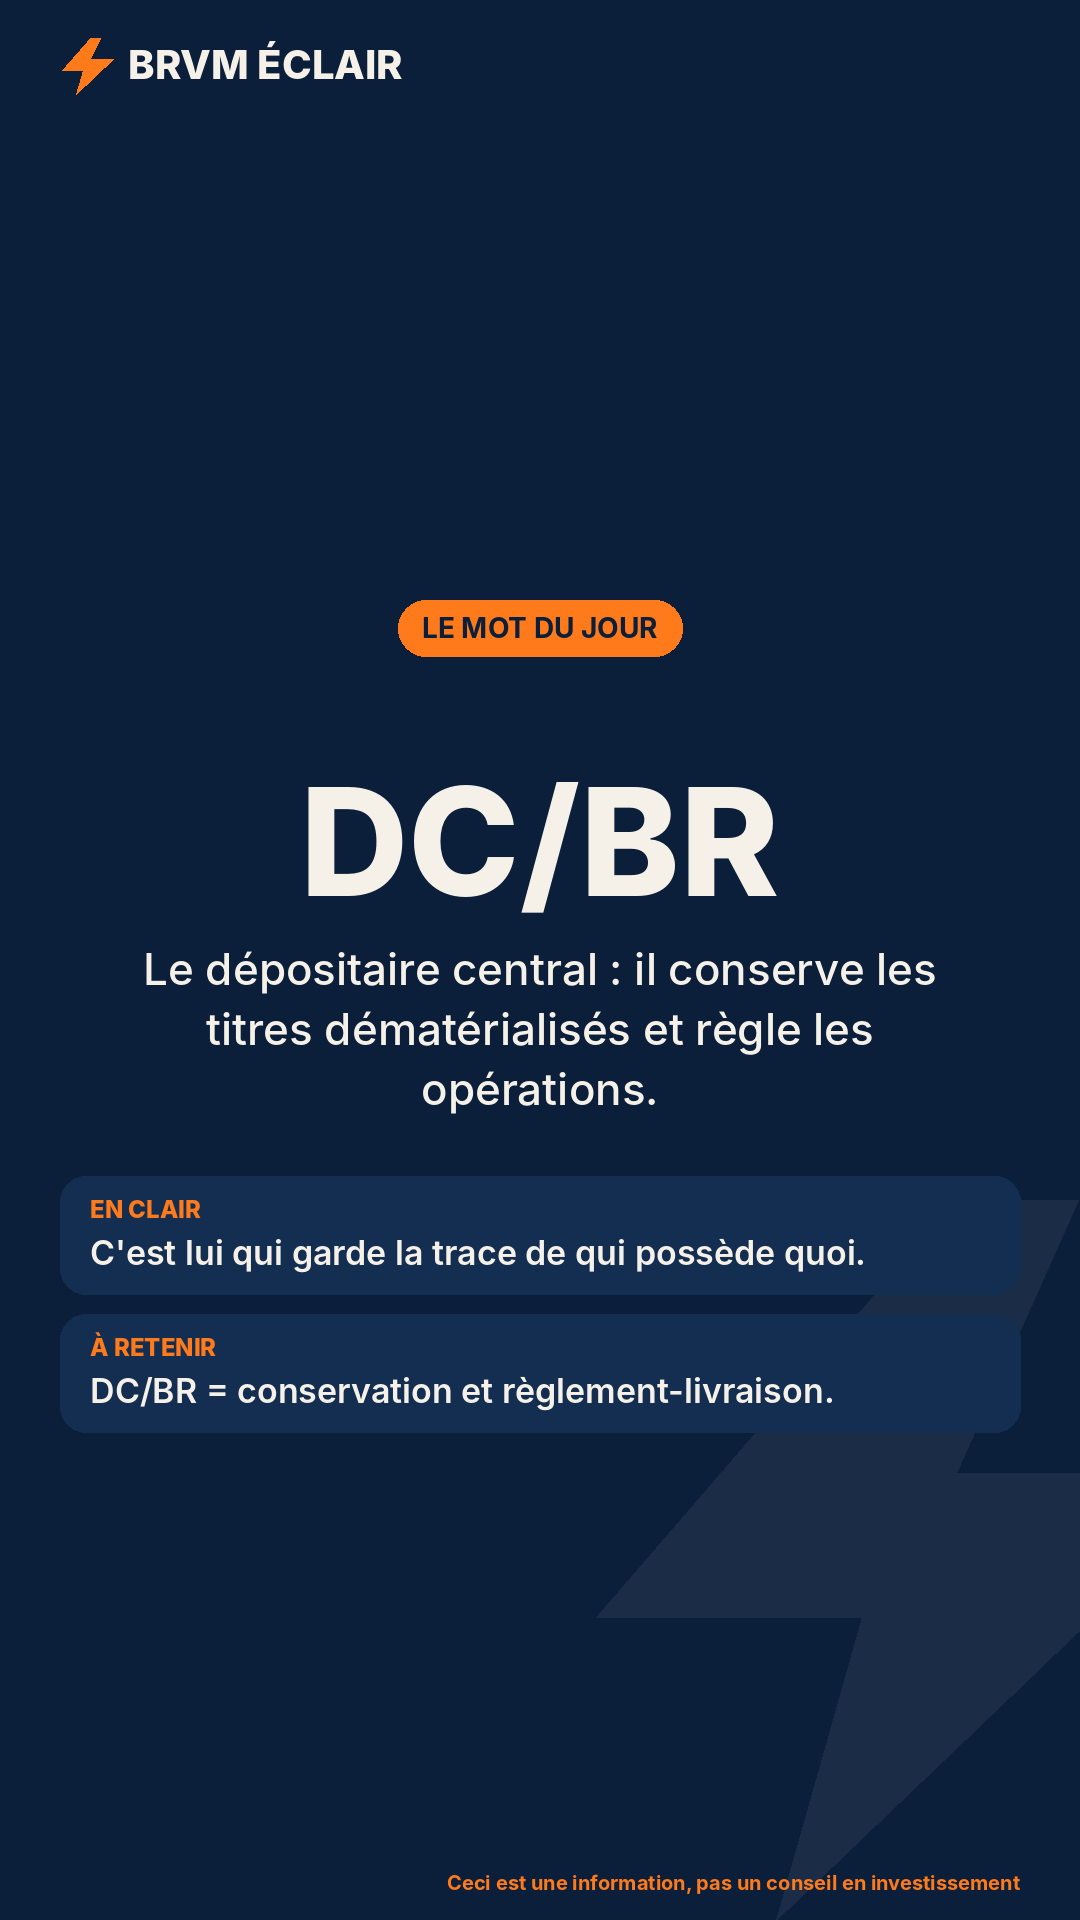 BRVM ÉCLAIR
LE MOT DU JOUR
DC/BR
Le dépositaire central : il conserve les
titres dématérialisés et règle les
opérations.
EN CLAIR
C'est lui qui garde la trace de qui possède quoi.
À RETENIR
DC/BR = conservation et règlement-livraison.
Ceci est une information, pas un conseil en investissement